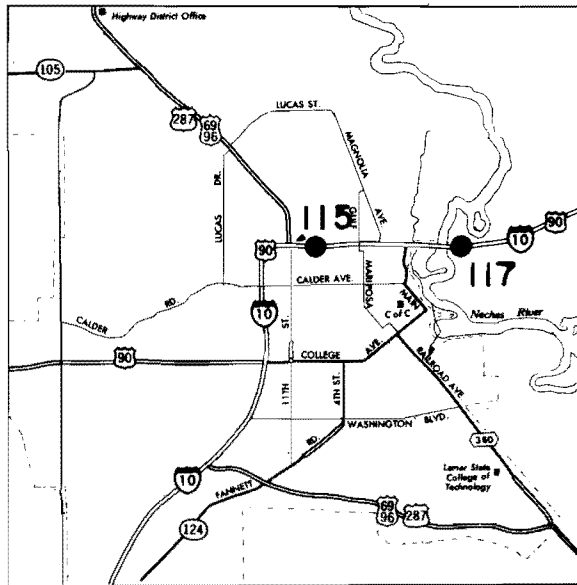 Highway District Office
105
287
69
96
LUCAS ST.
MAGNOLIA
AVE
LUCAS
DR.
GULF
115
90
90
10
117
CALDER AVE.
MARIPOSA
MAIN
C of C
Neches River
CALDER
RD.
10
ST.
90
COLLEGE
AVE.
RAILROAD AVE
11TH
4TH ST.
WASHINGTON BLVD.
380
10
FANNETT
RD
Lamar State
College of
Technology
69
96
287
124